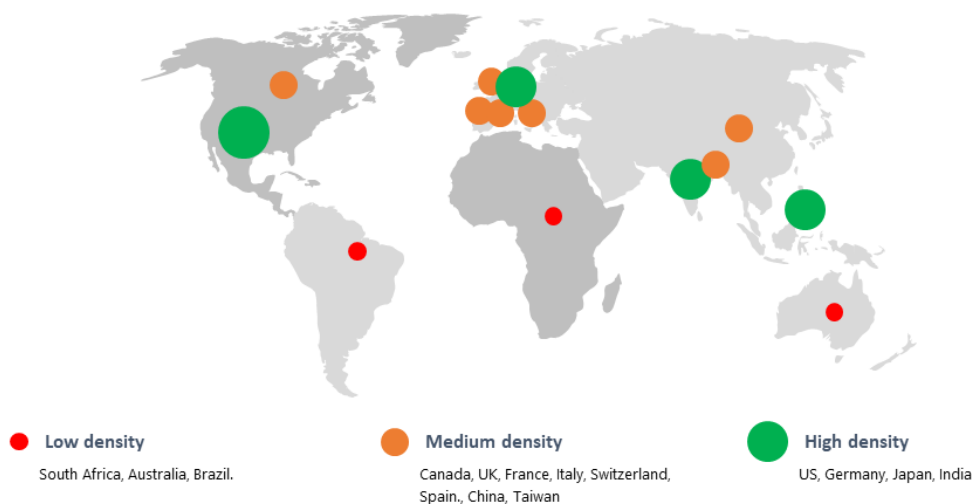 Low density
South Africa, Australia, Brazil.
Medium density
Canada, UK, France, Italy, Switzerland,
Spain., China, Taiwan
High density
US, Germany, Japan, India